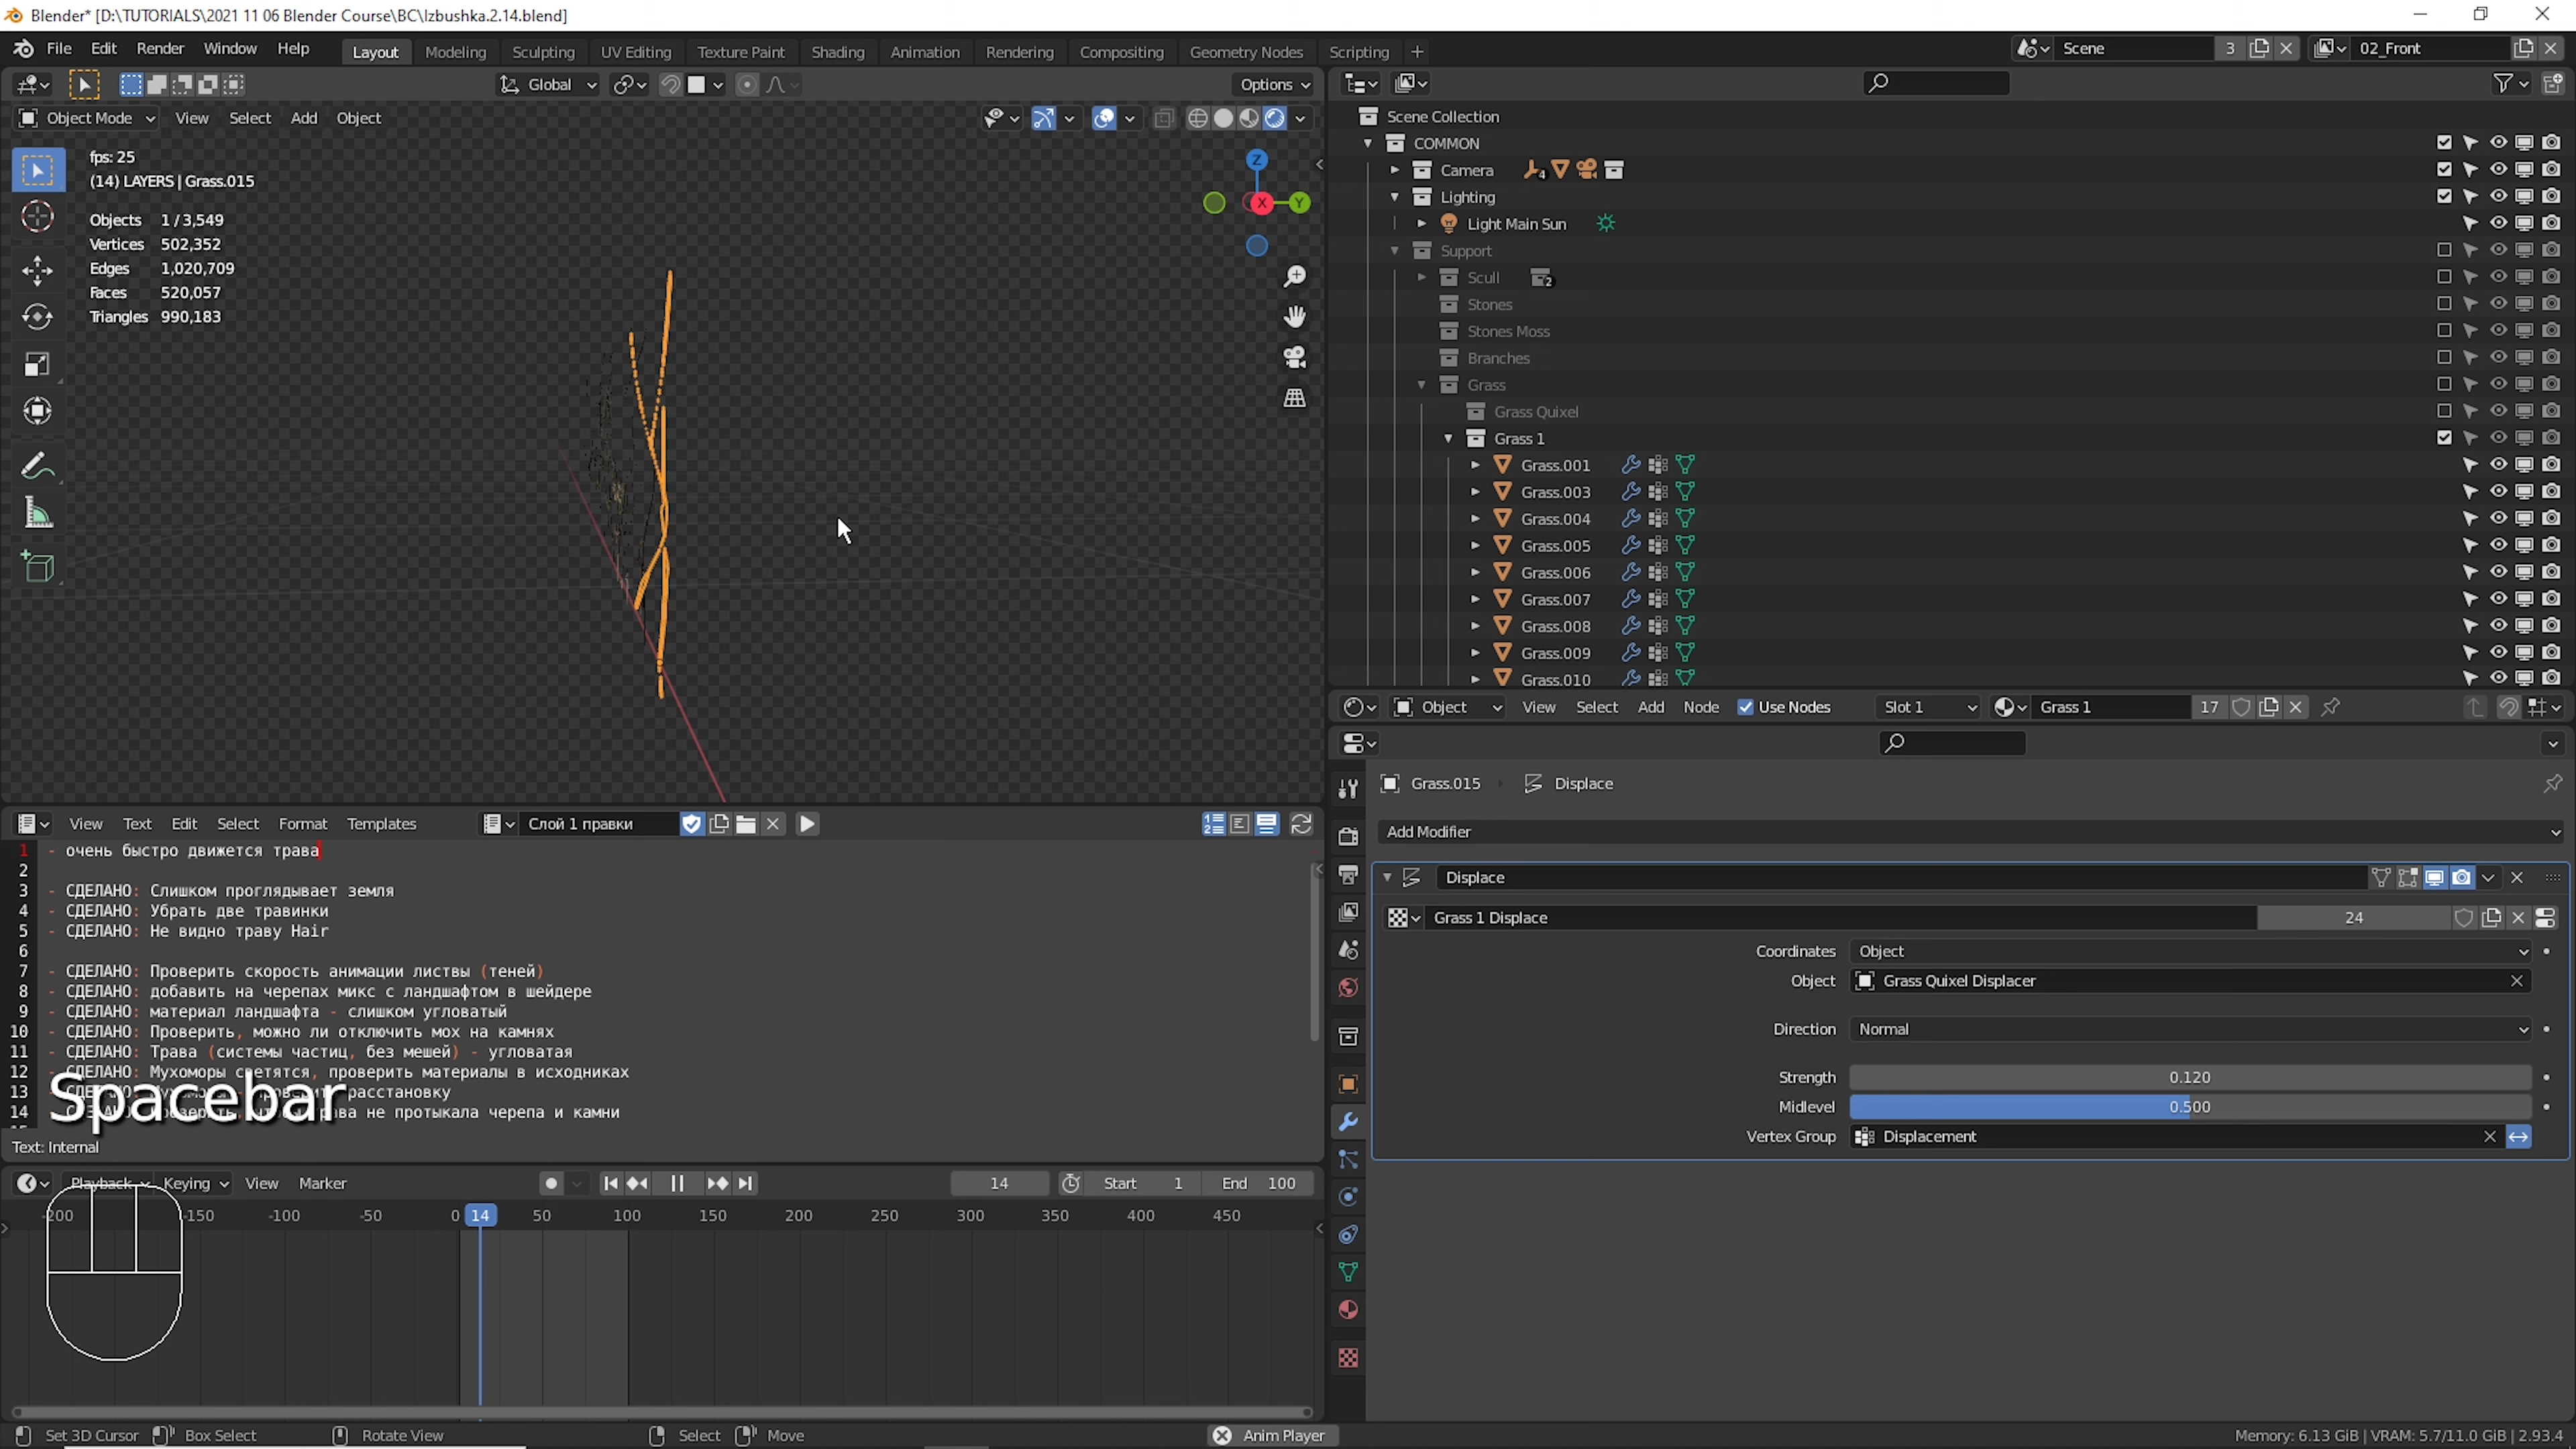 Blender* [D:\TUTORIALS\2021 11 06 Blender Course\BC\Izbushka.2.14.blend]
File Edit Render Window Help Layout Modeling Sculpting UV Editing Texture Paint Shading Animation Rendering Compositing Geometry Nodes Scripting + Scene 3 02_Front
Global Options
Object Mode View Select Add Object
fps: 25
(14) LAYERS | Grass.015
Objects 1 / 3,549
Vertices 502,352
Edges 1,020,709
Faces 520,057
Triangles 990,183
Z
X
Y
Scene Collection
COMMON
Camera 4
Lighting
Light Main Sun
Support
Scull 2
Stones
Stones Moss
Branches
Grass
Grass Quixel
Grass 1
Grass.001
Grass.003
Grass.004
Grass.005
Grass.006
Grass.007
Grass.008
Grass.009
Grass.010
Object View Select Add Node Use Nodes Slot 1 Grass 1 17
Grass.015 Displace
Add Modifier
Displace
Grass 1 Displace 24
Coordinates Object
Object Grass Quixel Displacer
Direction Normal
Strength 0.120
Midlevel 0.500
Vertex Group Displacement
View Text Edit Select Format Templates Слой 1 правки
1 - очень быстро движется трава
2
3 - СДЕЛАНО: Слишком проглядывает земля
4 - СДЕЛАНО: Убрать две травинки
5 - СДЕЛАНО: Не видно траву Hair
6
7 - СДЕЛАНО: Проверить скорость анимации листвы (теней)
8 - СДЕЛАНО: добавить на черепах микс с ландшафтом в шейдере
9 - СДЕЛАНО: материал ландшафта - слишком угловатый
10 - СДЕЛАНО: Проверить, можно ли отключить мох на камнях
11 - СДЕЛАНО: Трава (системы частиц, без мешей) - угловатая
12 - СДЕЛАНО: Мухоморы светятся, проверить материалы в исходниках
13 расстановку
14 не протыкала черепа и камни
Spacebar
Text: Internal
Playback Keying View Marker 14 Start 1 End 100
-200 -150 -100 -50 0 14 50 100 150 200 250 300 350 400 450
Set 3D Cursor Box Select Rotate View Select Move Anim Player Memory: 6.13 GiB | VRAM: 5.7/11.0 GiB | 2.93.4